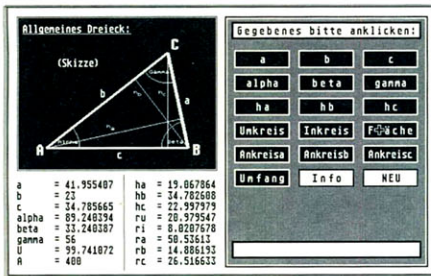 Allgemeines Dreieck:
(Skizze)
C
gamma
b
a
alpha
beta
A
c
B
a = 41.955407
b = 23
c = 34.785665
alpha = 89.240394
beta = 33.240387
gamma = 56
U = 99.741072
A = 400
ha = 19.067864
hb = 34.782608
hc = 22.997979
ru = 20.979547
ri = 8.0207678
ra = 50.53613
rb = 14.886193
rc = 26.516633
Gegebenes bitte anklicken:
a b c
alpha beta gamma
ha hb hc
Umkreis Inkreis
Ankreisa Ankreisb Ankreisc
Umfang Info NEU